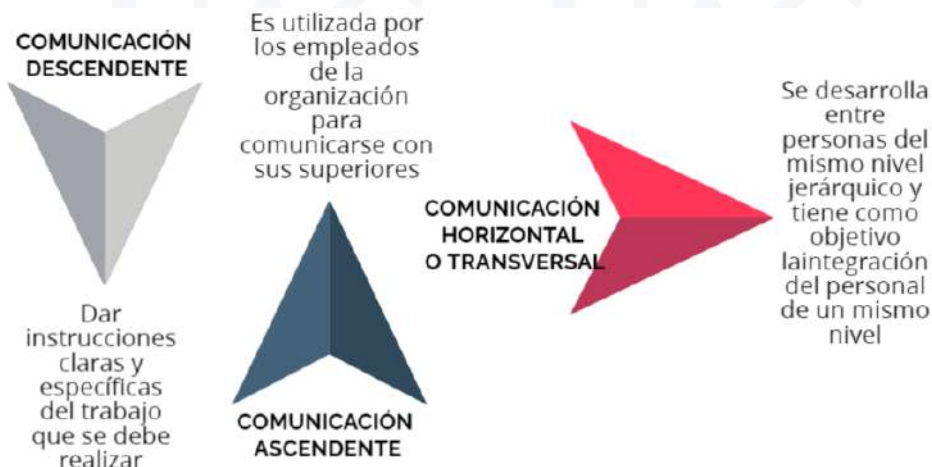 COMUNICACIÓN
DESCENDENTE
Dar
instrucciones
claras y
específicas
del trabajo
que se debe
realizar
Es utilizada por
los empleados
de la
organización
para
comunicarse con
sus superiores
COMUNICACIÓN
ASCENDENTE
COMUNICACIÓN
HORIZONTAL
O TRANSVERSAL
Se desarrolla
entre
personas del
mismo nivel
jerárquico y
tiene como
objetivo
laintegración
del personal
de un mismo
nivel